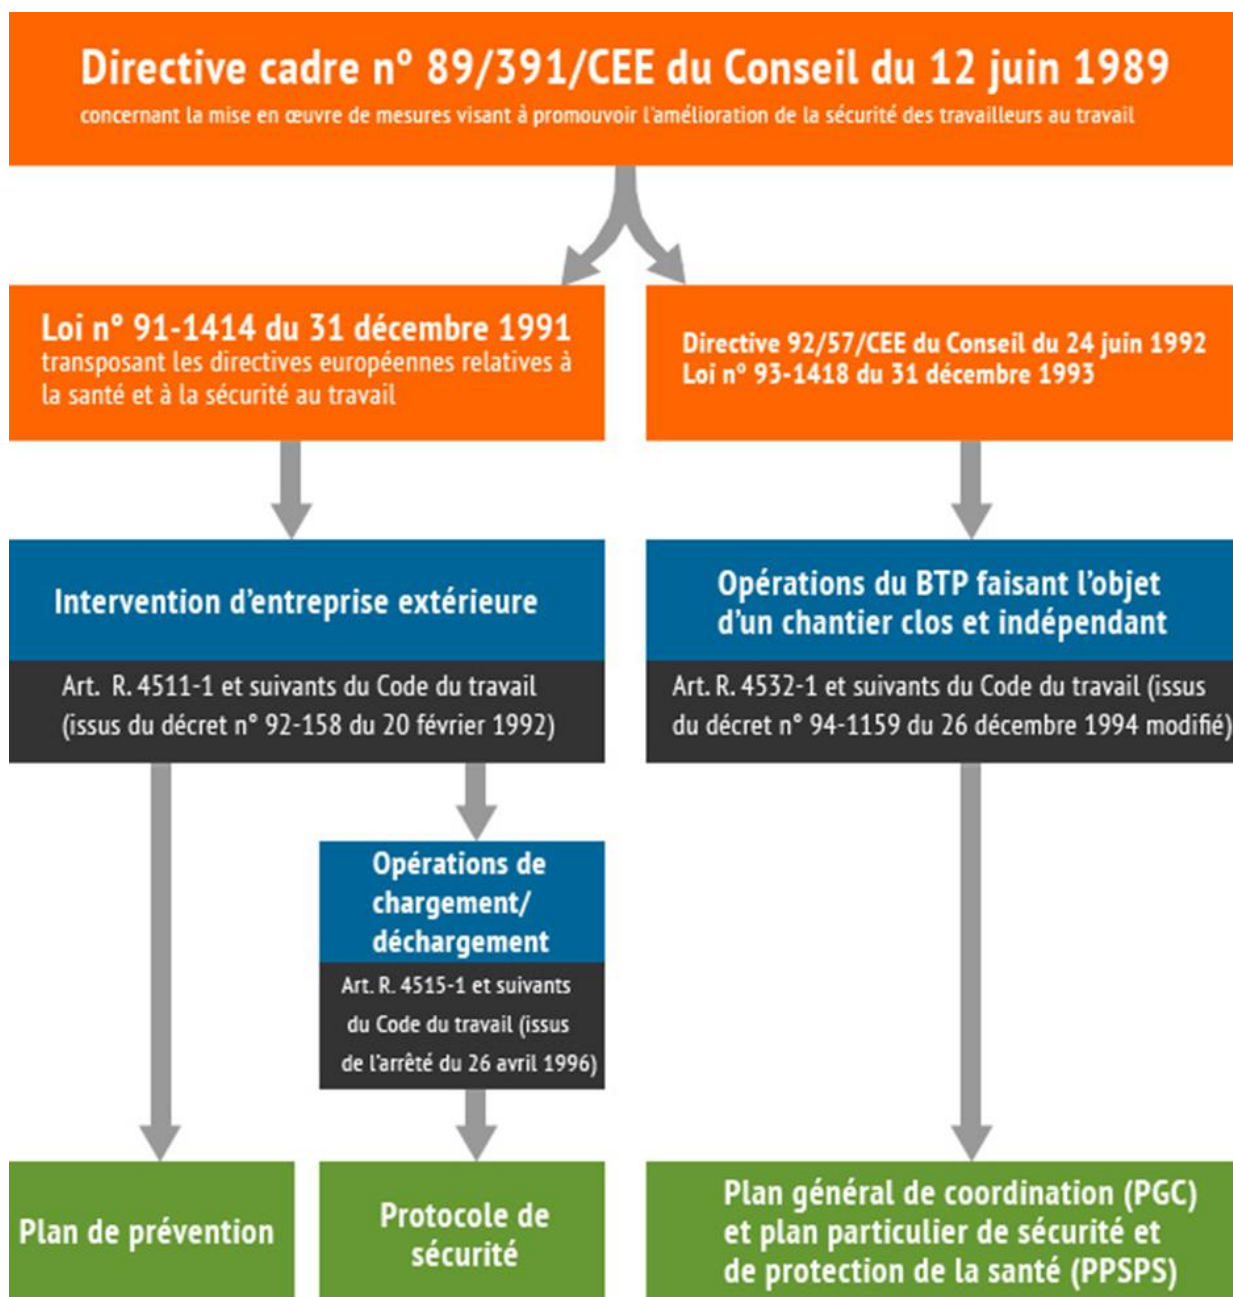 Directive cadre n° 89/391/CEE du Conseil du 12 juin 1989
concernant la mise en œuvre de mesures visant à promouvoir l'amélioration de la sécurité des travailleurs au travail
Loi n° 91-1414 du 31 décembre 1991
transposant les directives européennes relatives à
la santé et à la sécurité au travail
Directive 92/57/CEE du Conseil du 24 juin 1992
Loi n° 93-1418 du 31 décembre 1993
Intervention d'entreprise extérieure
Art. R. 4511-1 et suivants du Code du travail
(issus du décret n° 92-158 du 20 février 1992)
Opérations du BTP faisant l'objet
d'un chantier clos et indépendant
Art. R. 4532-1 et suivants du Code du travail (issus
du décret n° 94-1159 du 26 décembre 1994 modifié)
Opérations de
chargement/
déchargement
Art. R. 4515-1 et suivants
du Code du travail (issus
de l'arrêté du 26 avril 1996)
Plan de prévention
Protocole de
sécurité
Plan général de coordination (PGC)
et plan particulier de sécurité et
de protection de la santé (PPSPS)